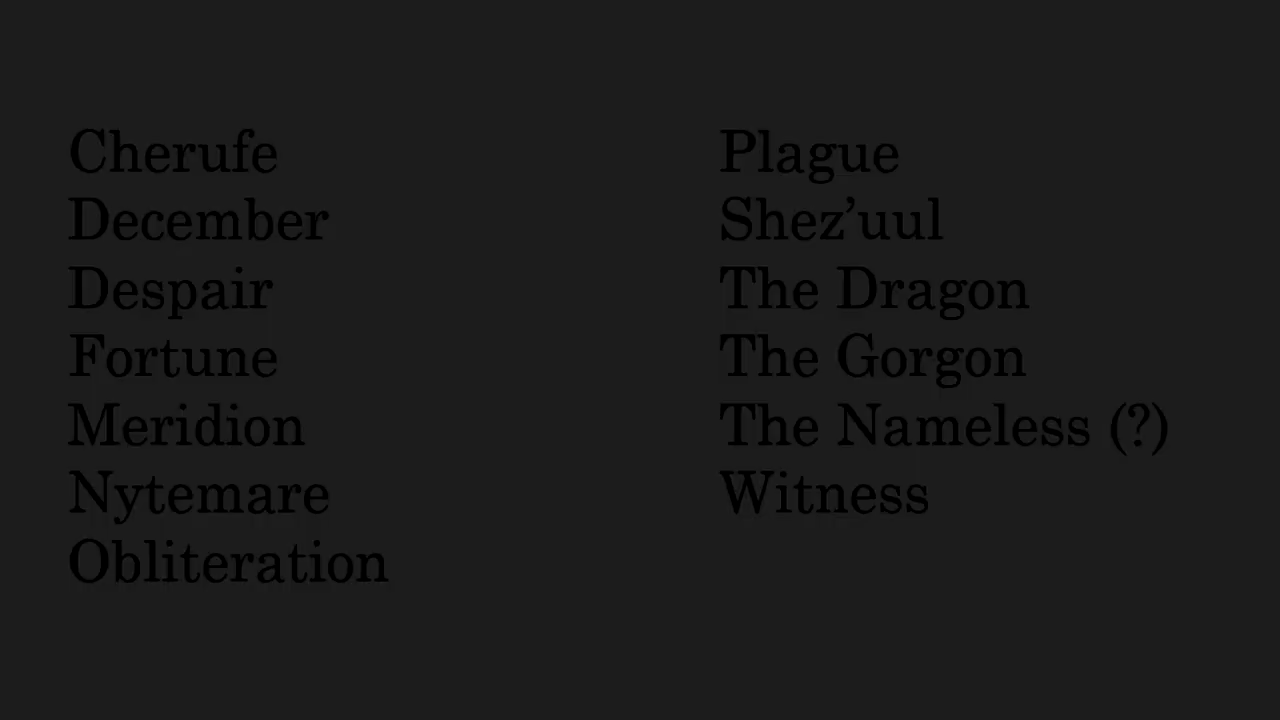 Cherufe
December
Despair
Fortune
Meridion
Nytemare
Obliteration
Plague
Shez’uul
The Dragon
The Gorgon
The Nameless (?)
Witness